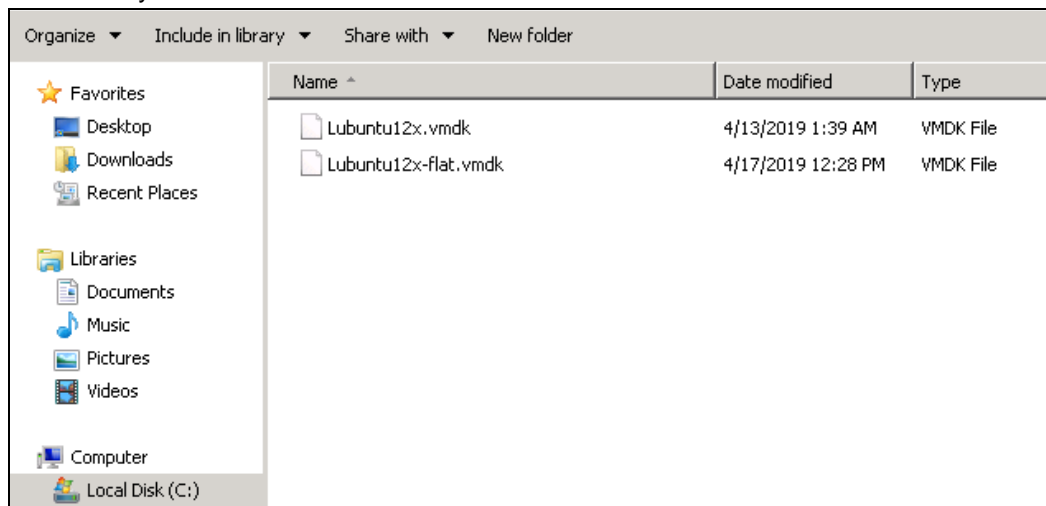 Organize Include in library Share with New folder
Name Date modified Type
Favorites
Desktop
Downloads
Recent Places
Libraries
Documents
Music
Pictures
Videos
Computer
Local Disk (C:)
Lubuntu12x.vmdk 4/13/2019 1:39 AM VMDK File
Lubuntu12x-flat.vmdk 4/17/2019 12:28 PM VMDK File